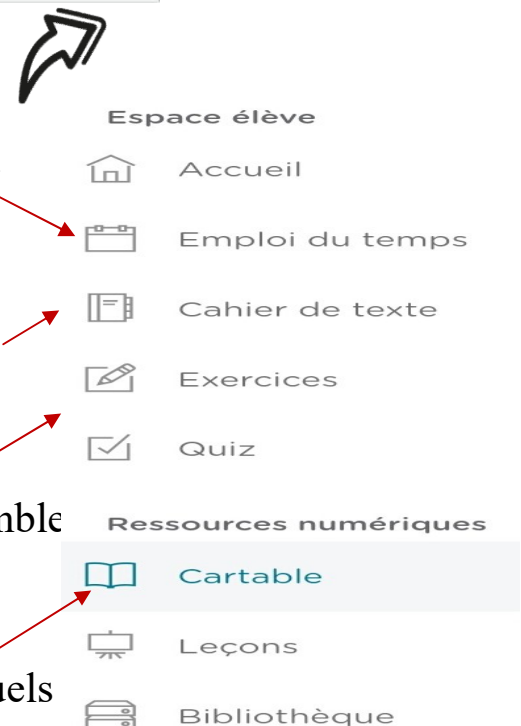 Espace élève
Accueil
Emploi du temps
Cahier de texte
Exercices
Quiz
Ressources numériques
Cartable
Leçons
Bibliothèque